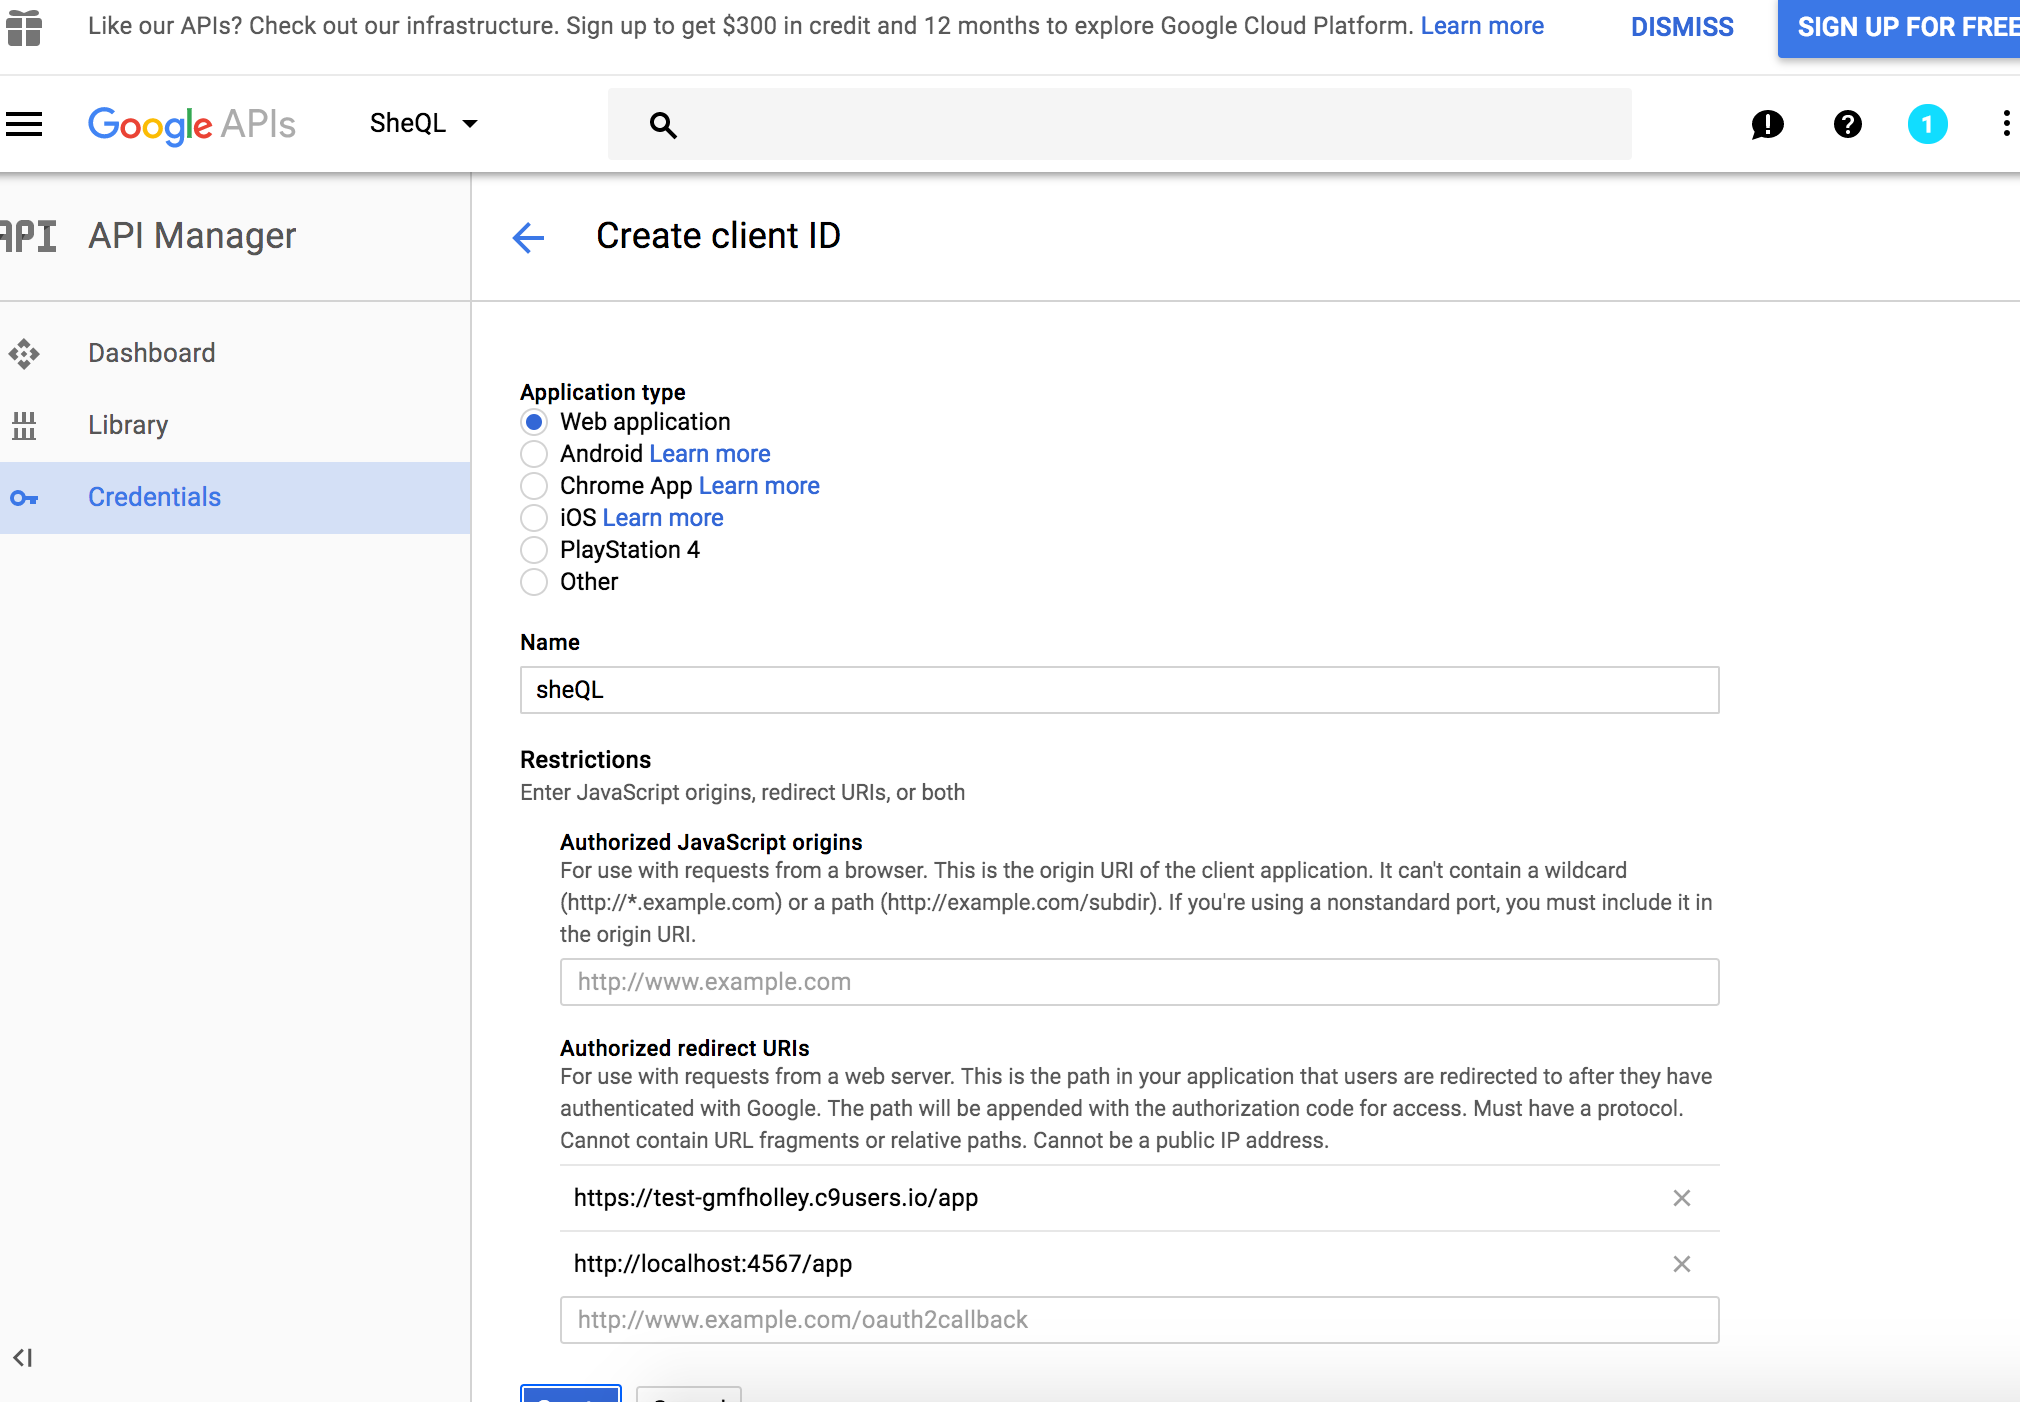 Like our APIs? Check out our infrastructure. Sign up to get $300 in credit and 12 months to explore Google Cloud Platform. Learn more DISMISS SIGN UP FOR FREE
Google APIs SheQL 1
API API Manager
Create client ID
Dashboard
Library
Credentials
Application type
Web application
Android Learn more
Chrome App Learn more
iOS Learn more
PlayStation 4
Other
Name
sheQL
Restrictions
Enter JavaScript origins, redirect URIs, or both
Authorized JavaScript origins
For use with requests from a browser. This is the origin URI of the client application. It can't contain a wildcard
(http://*.example.com) or a path (http://example.com/subdir). If you're using a nonstandard port, you must include it in
the origin URI.
http://www.example.com
Authorized redirect URIs
For use with requests from a web server. This is the path in your application that users are redirected to after they have
authenticated with Google. The path will be appended with the authorization code for access. Must have a protocol.
Cannot contain URL fragments or relative paths. Cannot be a public IP address.
https://test-gmfholley.c9users.io/app
http://localhost:4567/app
http://www.example.com/oauth2callback